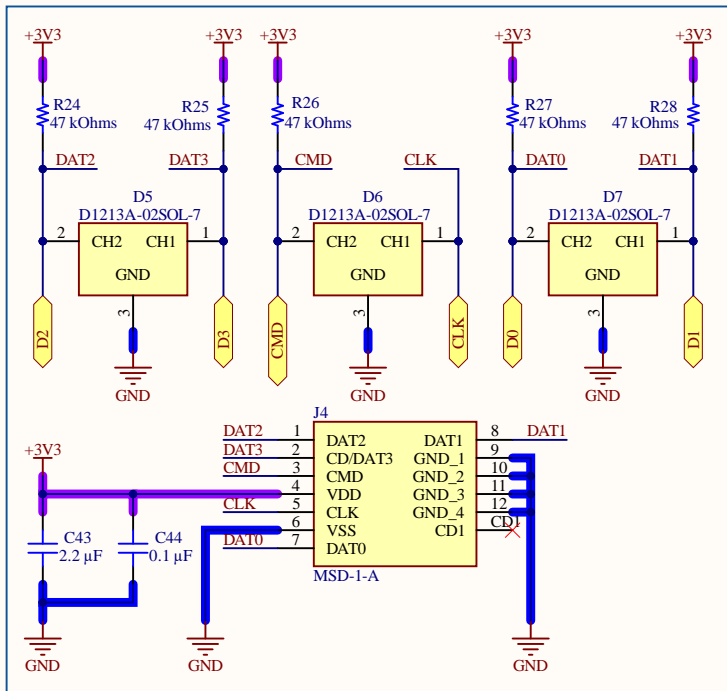 +3V3
+3V3
+3V3
+3V3
+3V3
R24
47 kOhms
R25
47 kOhms
R26
47 kOhms
R27
47 kOhms
R28
47 kOhms
DAT2
DAT3
CMD
CLK
DAT0
DAT1
D5
D1213A-02SOL-7
D6
D1213A-02SOL-7
D7
D1213A-02SOL-7
2 CH2 CH1 1
GND
3
2 CH2 CH1 1
GND
3
2 CH2 CH1 1
GND
3
D2
D3
CMD
CLK
D0
D1
GND
GND
GND
J4
DAT2 1 DAT2 DAT1 8 DAT1
DAT3 2 CD/DAT3 GND_1 9
CMD 3 CMD GND_2 10
4 VDD GND_3 11
CLK 5 CLK GND_4 12
6 VSS CD1 CD1
DAT0 7 DAT0
MSD-1-A
+3V3
C43
2.2 µF
C44
0.1 µF
GND
GND
GND